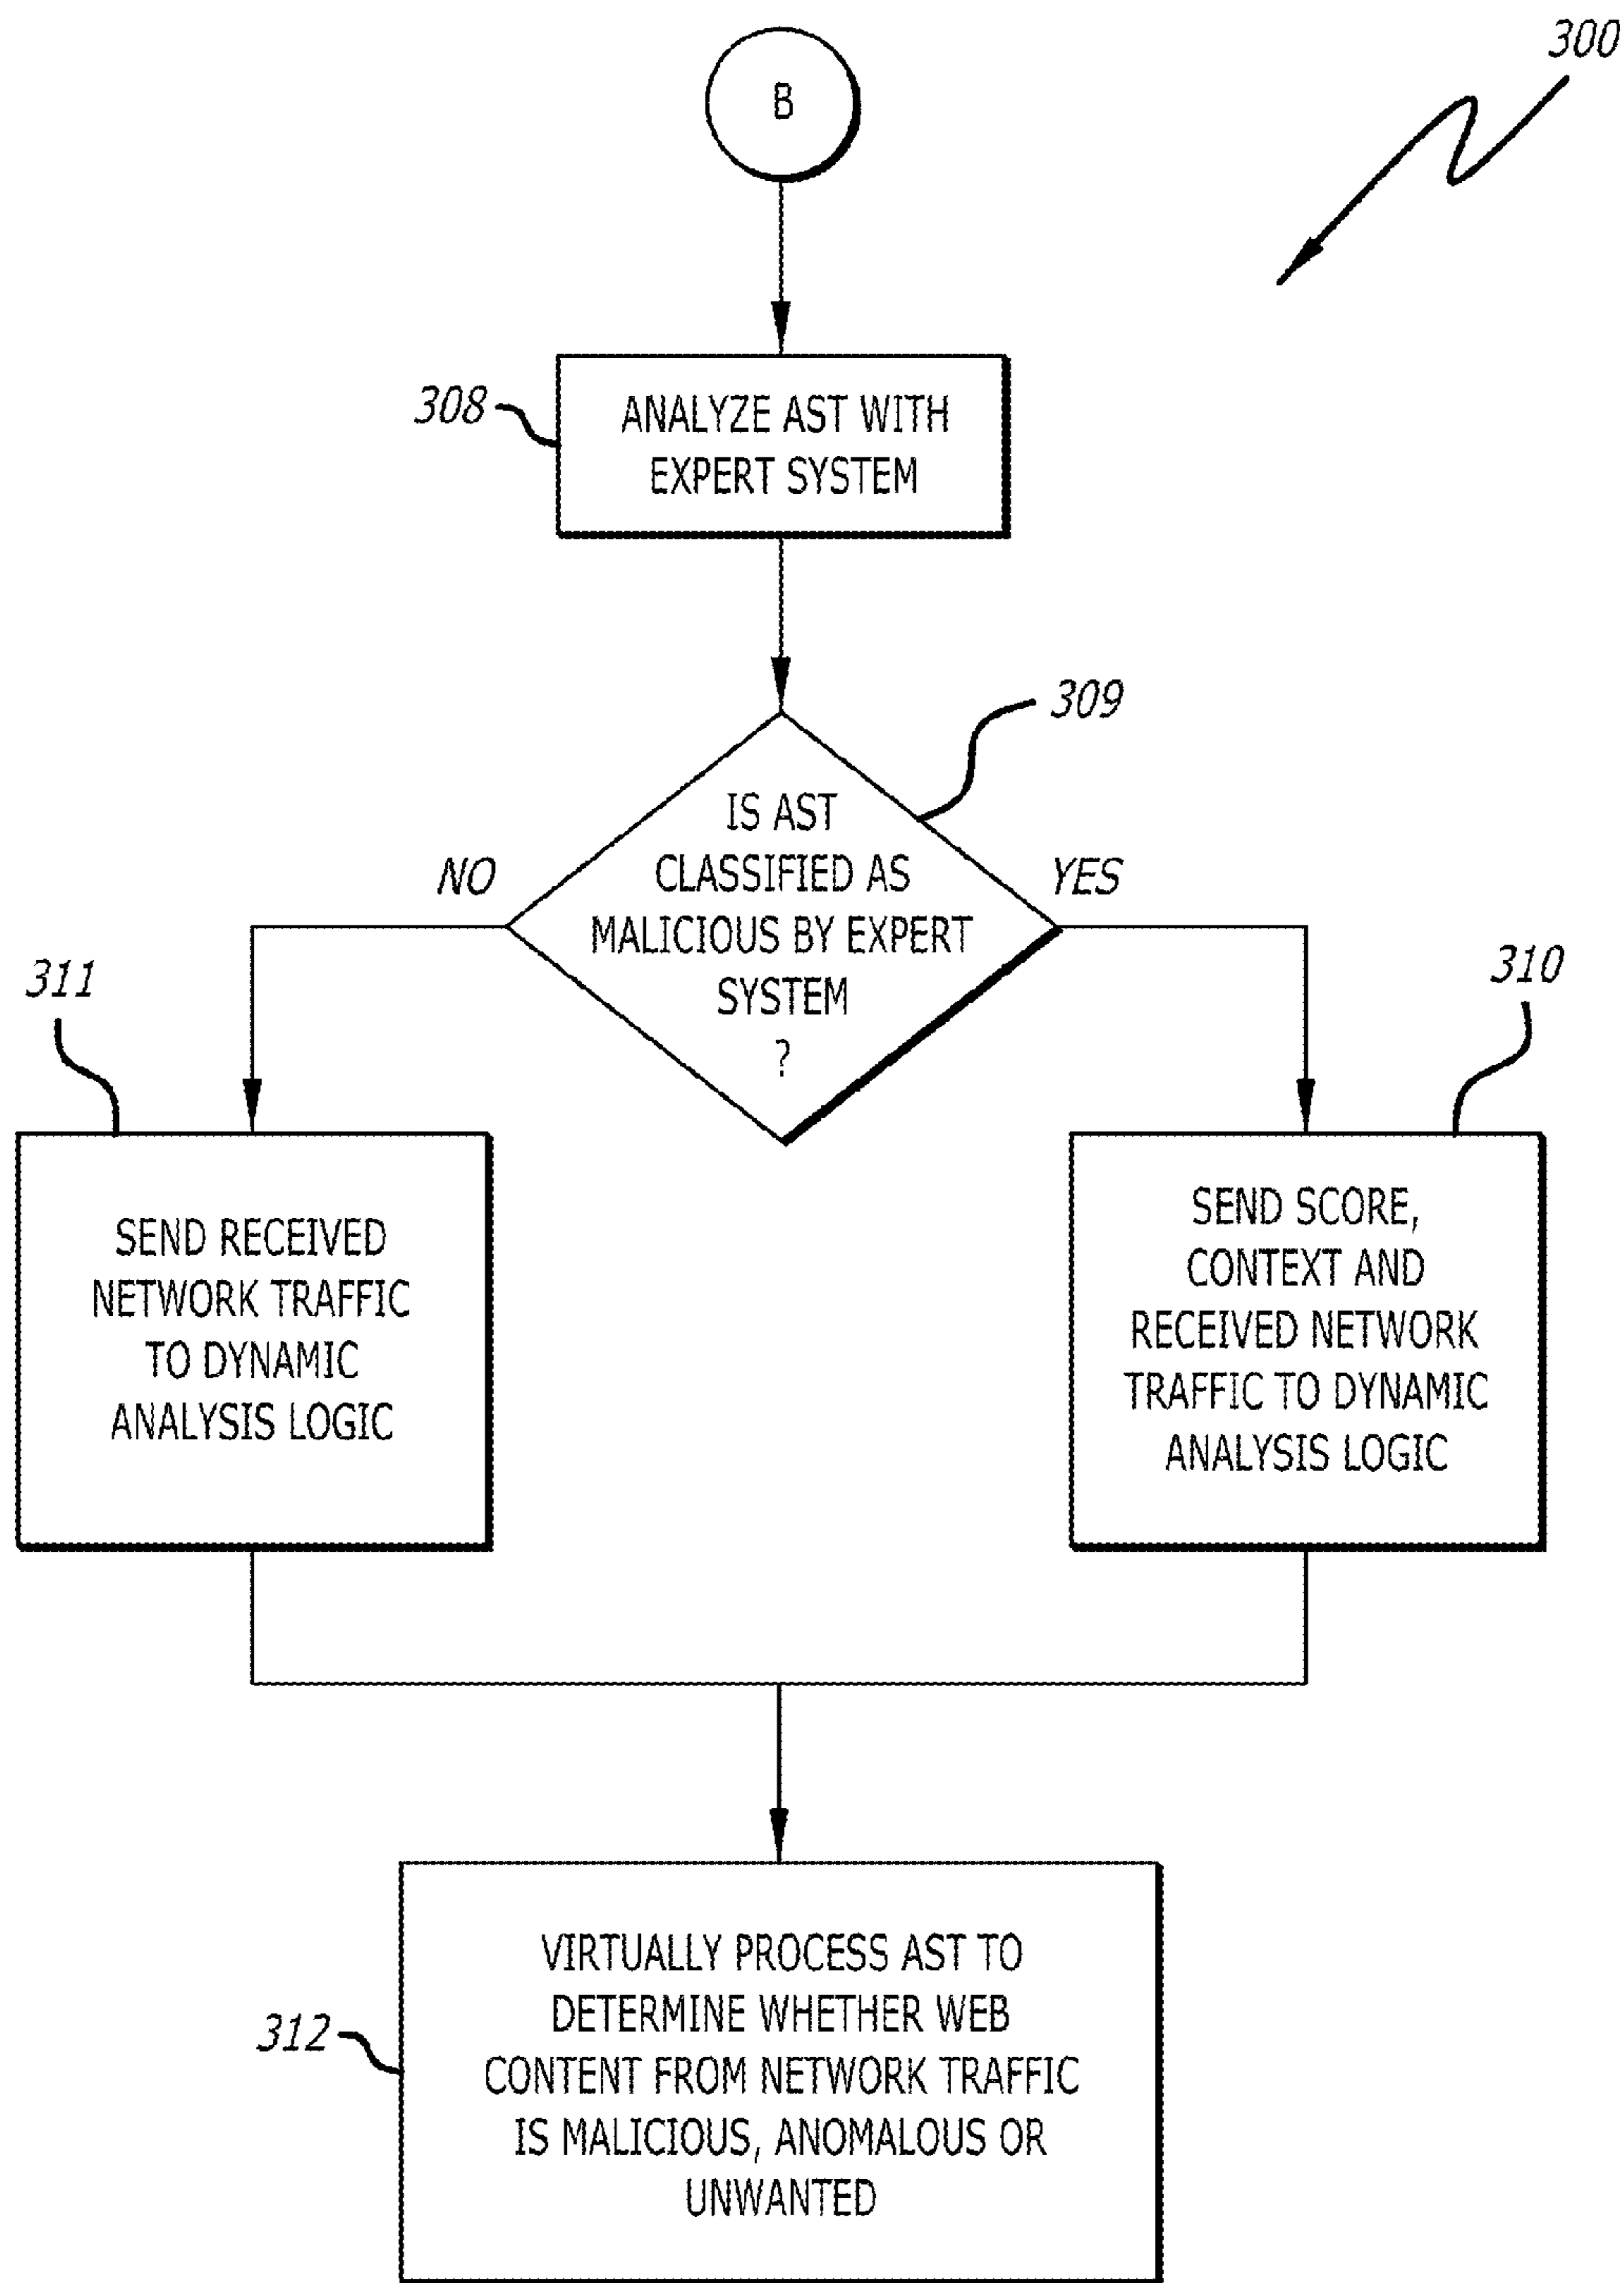 300
B
308
ANALYZE AST WITH
EXPERT SYSTEM
309
IS AST
CLASSIFIED AS
MALICIOUS BY EXPERT
SYSTEM
?
NO
YES
311
310
SEND RECEIVED
NETWORK TRAFFIC
TO DYNAMIC
ANALYSIS LOGIC
SEND SCORE,
CONTEXT AND
RECEIVED NETWORK
TRAFFIC TO DYNAMIC
ANALYSIS LOGIC
312
VIRTUALLY PROCESS AST TO
DETERMINE WHETHER WEB
CONTENT FROM NETWORK TRAFFIC
IS MALICIOUS, ANOMALOUS OR
UNWANTED